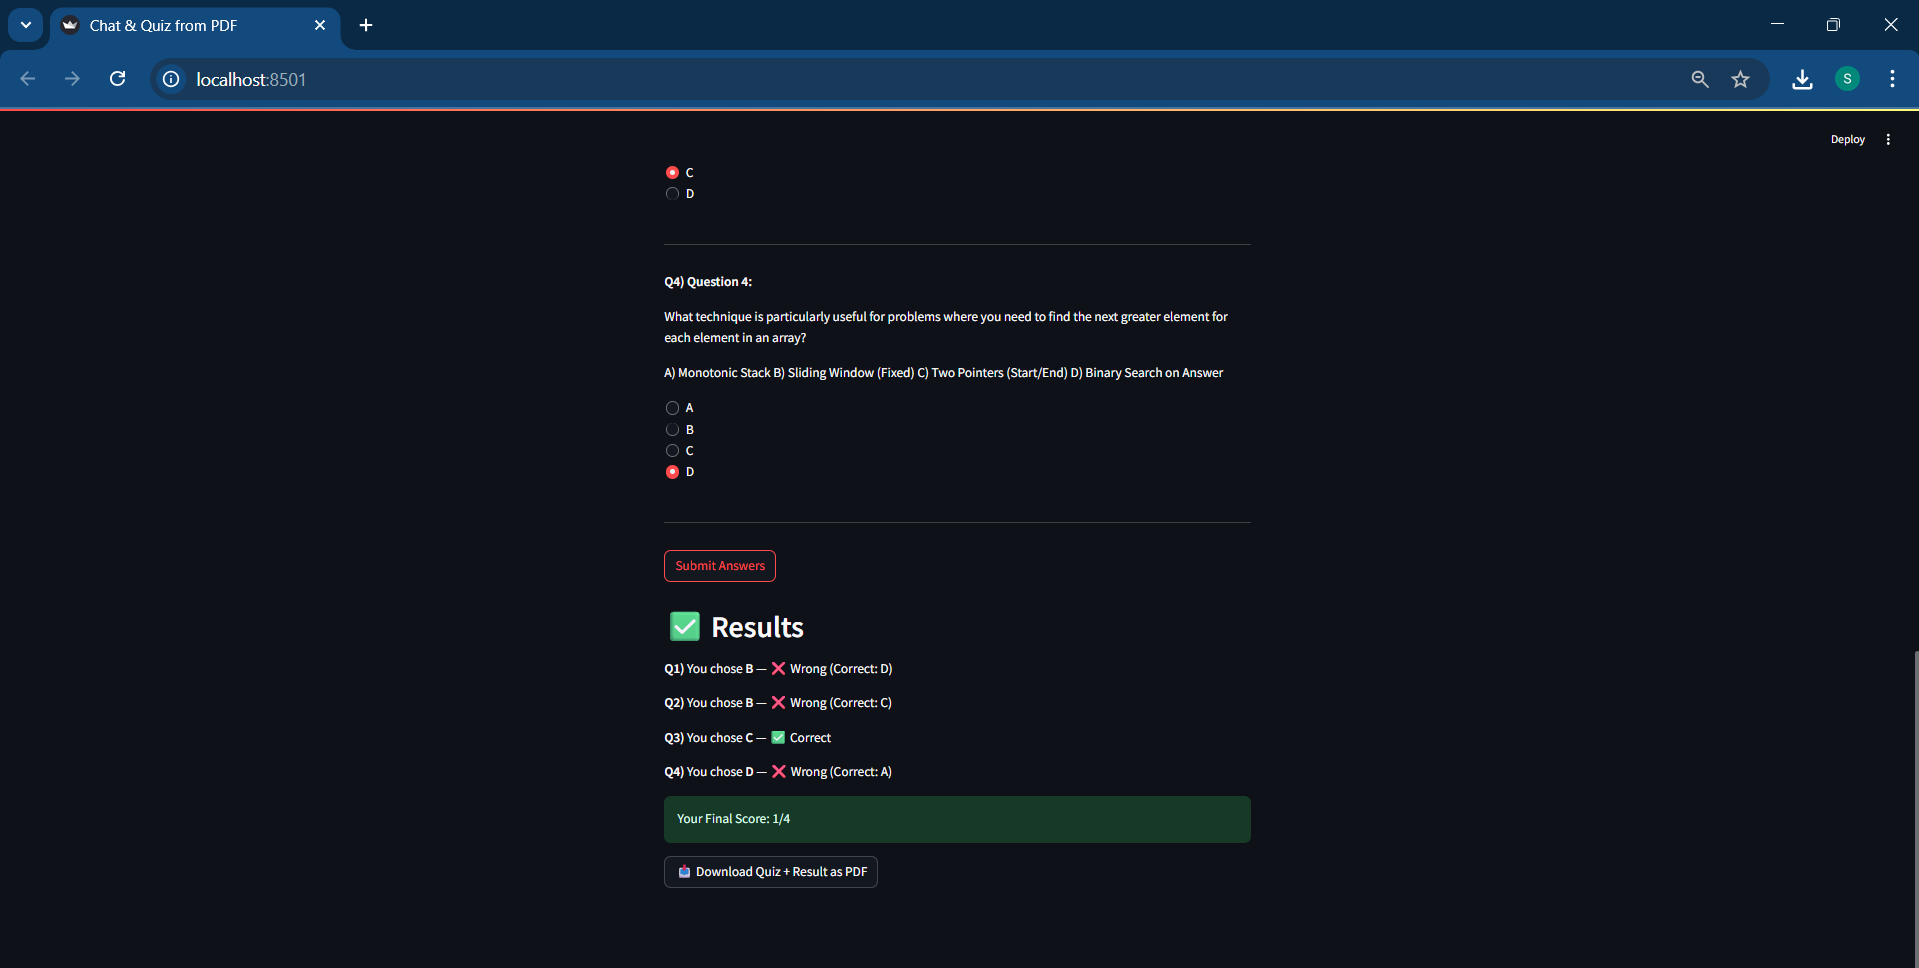 Chat & Quiz from PDF
localhost:8501
S
Deploy
C
D
Q4) Question 4:
What technique is particularly useful for problems where you need to find the next greater element for
each element in an array?
A) Monotonic Stack B) Sliding Window (Fixed) C) Two Pointers (Start/End) D) Binary Search on Answer
A
B
C
D
Submit Answers
✅ Results
Q1) You chose B — ❌ Wrong (Correct: D)
Q2) You chose B — ❌ Wrong (Correct: C)
Q3) You chose C — ✅ Correct
Q4) You chose D — ❌ Wrong (Correct: A)
Your Final Score: 1/4
📥 Download Quiz + Result as PDF